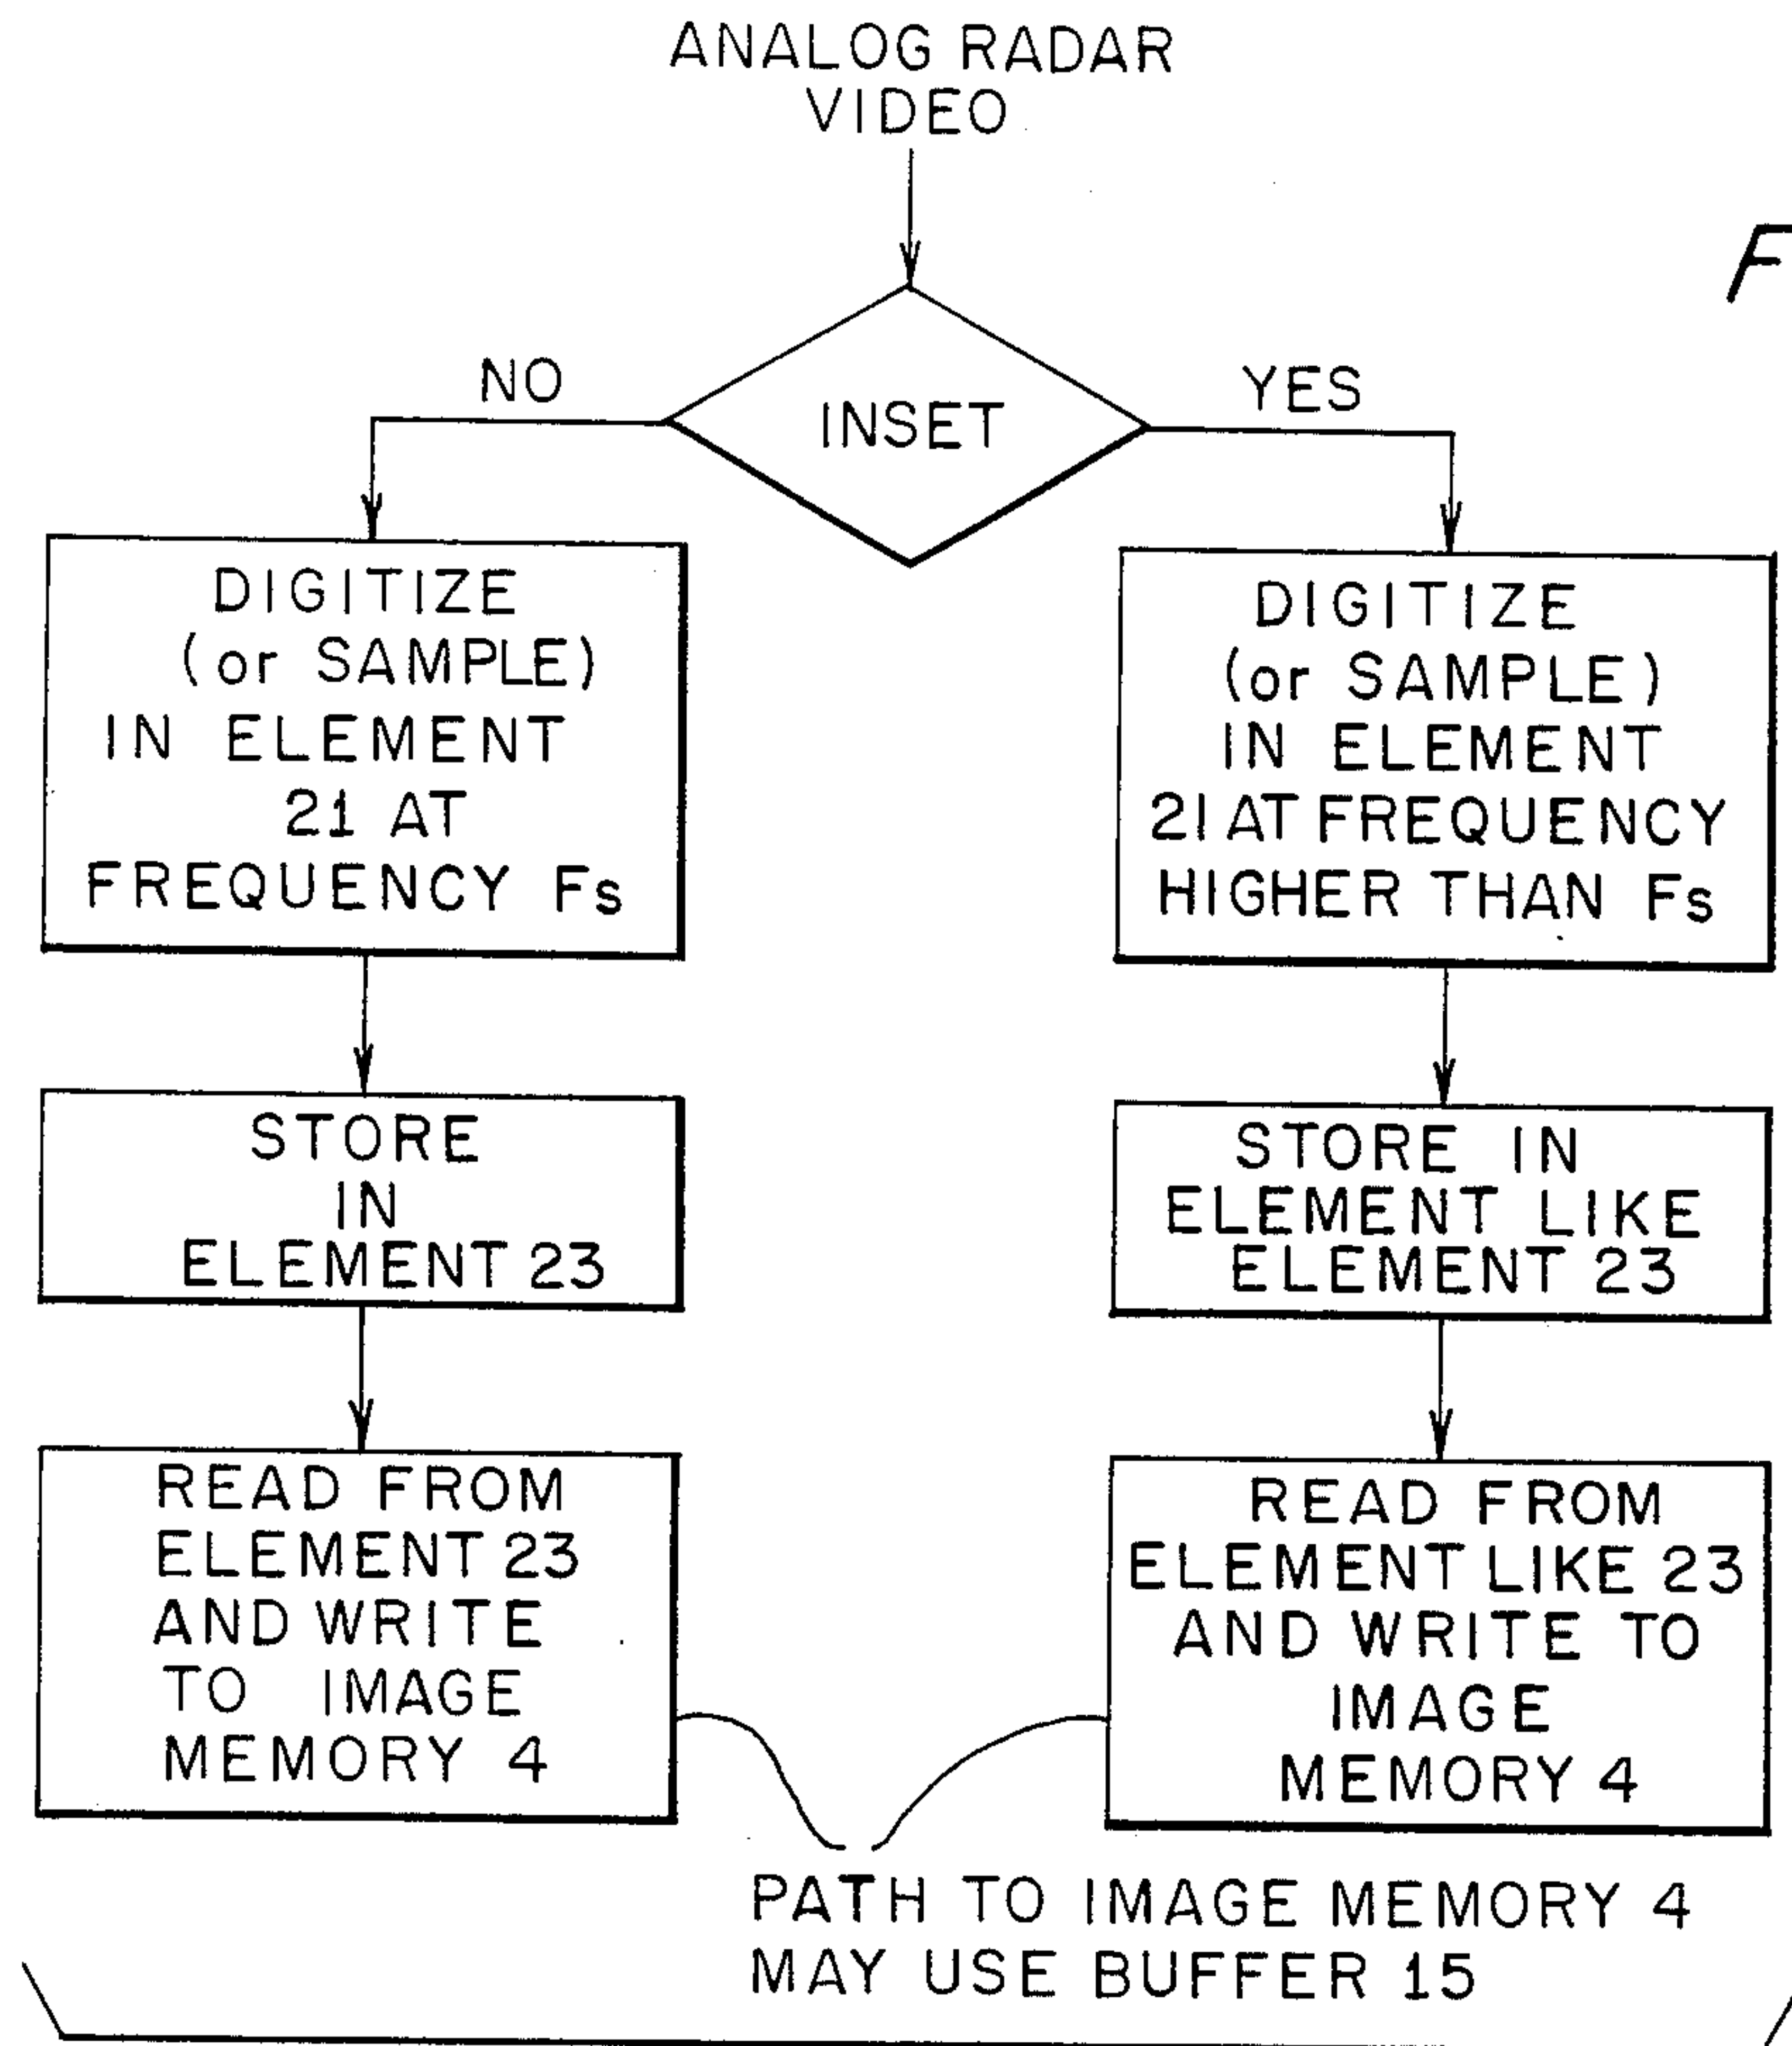 ANALOG RADAR
VIDEO
F
NO
INSET
YES
DIGITIZE
(or SAMPLE)
IN ELEMENT
21 AT
FREQUENCY Fs
DIGITIZE
(or SAMPLE)
IN ELEMENT
21 AT FREQUENCY
HIGHER THAN Fs
STORE
IN
ELEMENT 23
STORE IN
ELEMENT LIKE
ELEMENT 23
READ FROM
ELEMENT 23
AND WRITE
TO IMAGE
MEMORY 4
READ FROM
ELEMENT LIKE 23
AND WRITE TO
IMAGE
MEMORY 4
PATH TO IMAGE MEMORY 4
MAY USE BUFFER 15